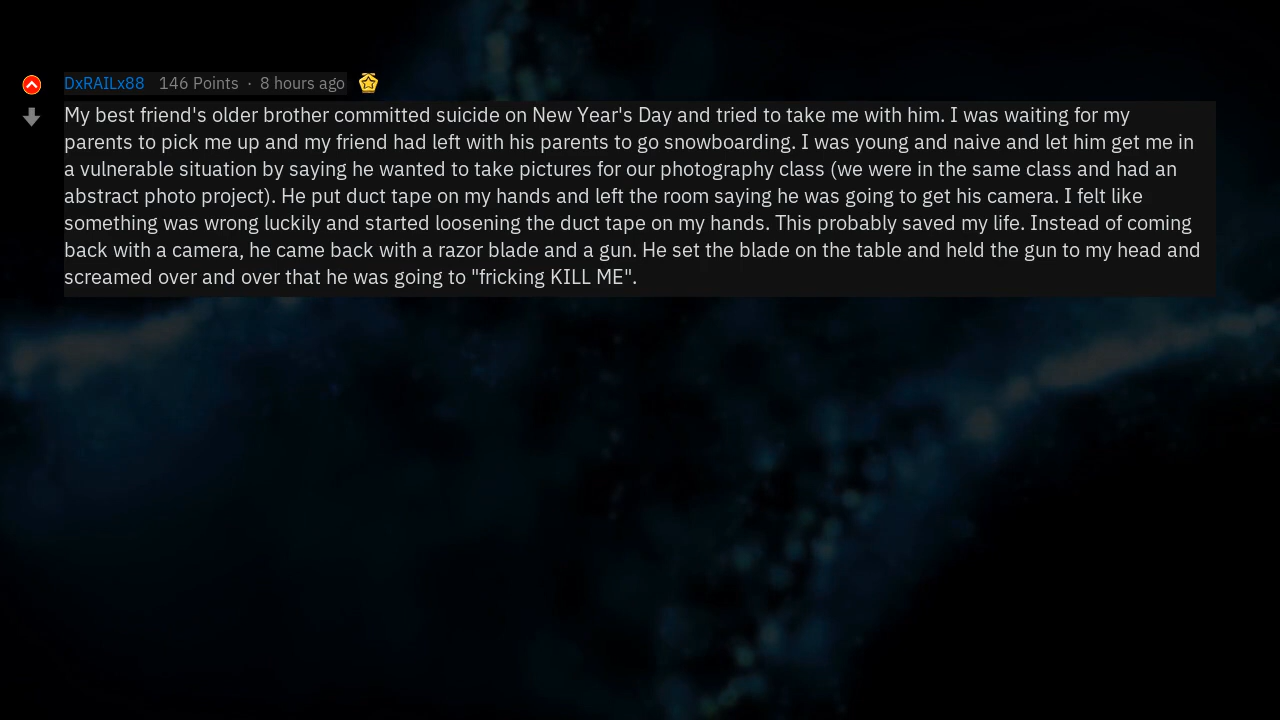 DxRAILx88 146 Points · 8 hours ago
My best friend's older brother committed suicide on New Year's Day and tried to take me with him. I was waiting for my
parents to pick me up and my friend had left with his parents to go snowboarding. I was young and naive and let him get me in
a vulnerable situation by saying he wanted to take pictures for our photography class (we were in the same class and had an
abstract photo project). He put duct tape on my hands and left the room saying he was going to get his camera. I felt like
something was wrong luckily and started loosening the duct tape on my hands. This probably saved my life. Instead of coming
back with a camera, he came back with a razor blade and a gun. He set the blade on the table and held the gun to my head and
screamed over and over that he was going to "fricking KILL ME".